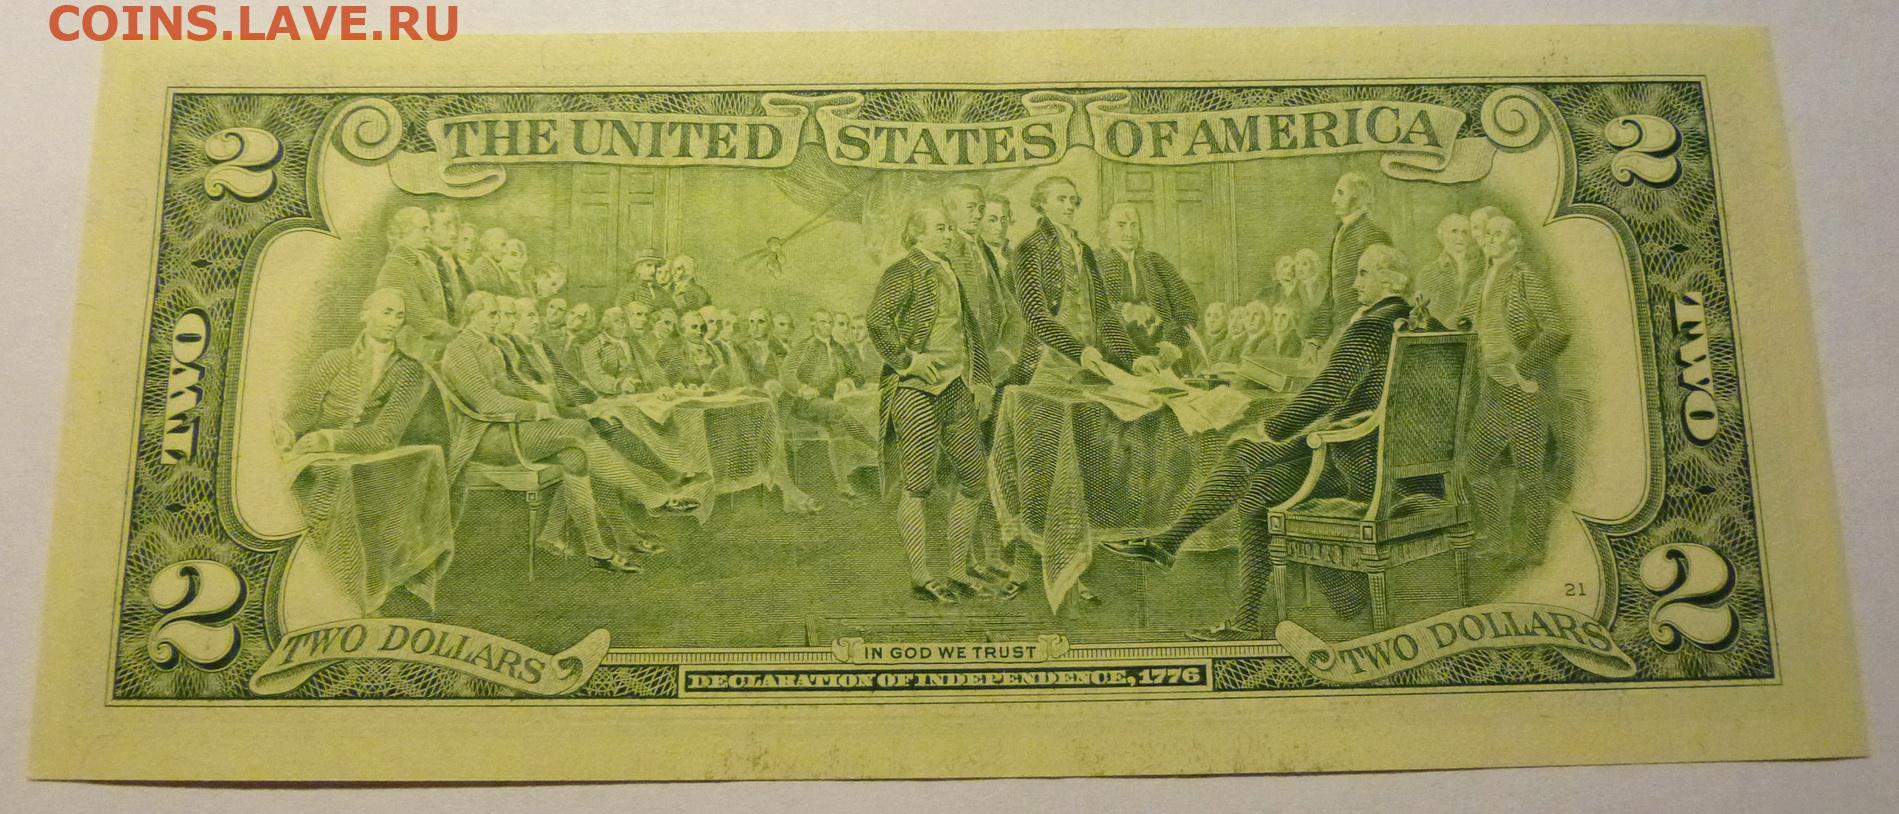 COINS.LAVE.RU
THE UNITED STATES OF AMERICA
2 2
TWO TWO
2 2
21
TWO DOLLARS TWO DOLLARS
IN GOD WE TRUST
DECLARATION OF INDEPENDENCE, 1776